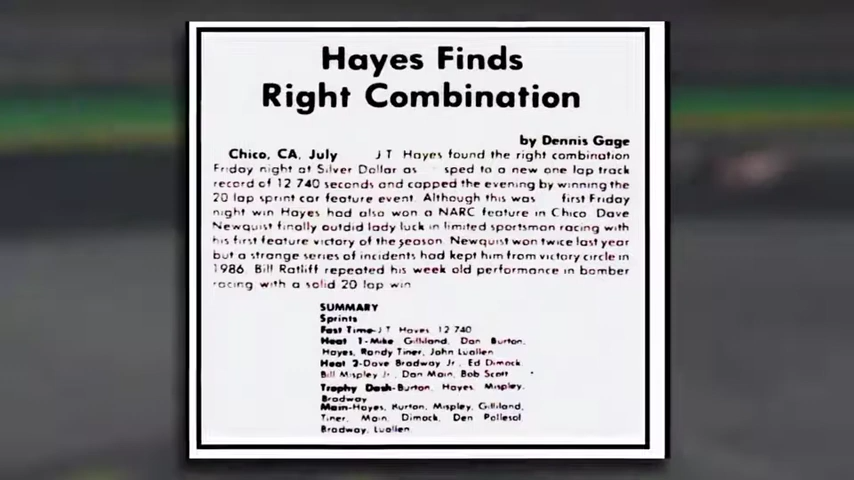 Hayes Finds
Right Combination
by Dennis Gage
Chico, CA, July J T Hayes found the right combination
Friday night at Silver Dollar as sped to a new one lap track
record of 12 740 seconds and capped the evening by winning the
20 lap sprint car feature event. Although this was first Friday
night win Hayes had also won a NARC feature in Chico Dave
Newquist finally outdid lady luck in limited sportsman racing with
his first feature victory of the season. Newquist won twice last year
but a strange series of incidents had kept him from victory circle in
1986. Bill Ratliff repeated his week old performance in bomber
racing with a solid 20 lap win
SUMMARY
Sprints
Fast Time-J T Hayes 12 740
Heat 1-Mike Gilliland, Dan Burton,
Hayes, Randy Tiner, John Luallen
Heat 2-Dave Bradway Jr, Ed Dimock
Bill Mispley Jr, Dan Main, Bob Scott
Trophy Dash-Burton, Hayes, Mispley,
Bradway
Main-Hayes, Burton, Mispley, Gilliland,
Tiner, Main, Dimock, Den Pallesol
Bradway, Luallen